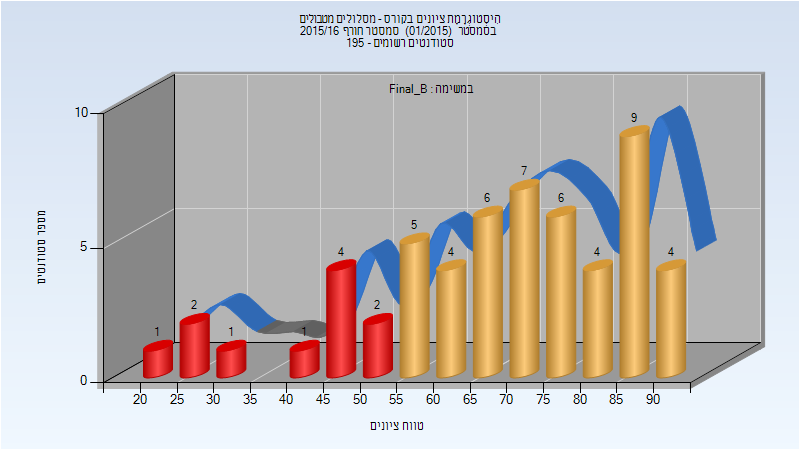 היסטוגרמת ציונים בקורס - מסלולים מטבולים
בסמסטר (01/2015) סמסטר חורף 2015/16
סטודנטים רשומים - 195
במשימה : Final_B
מספר סטודנטים
10
5
0
1
2
1
1
4
2
5
4
6
7
6
4
9
4
20 25 30 35 40 45 50 55 60 65 70 75 80 85 90
טווח ציונים